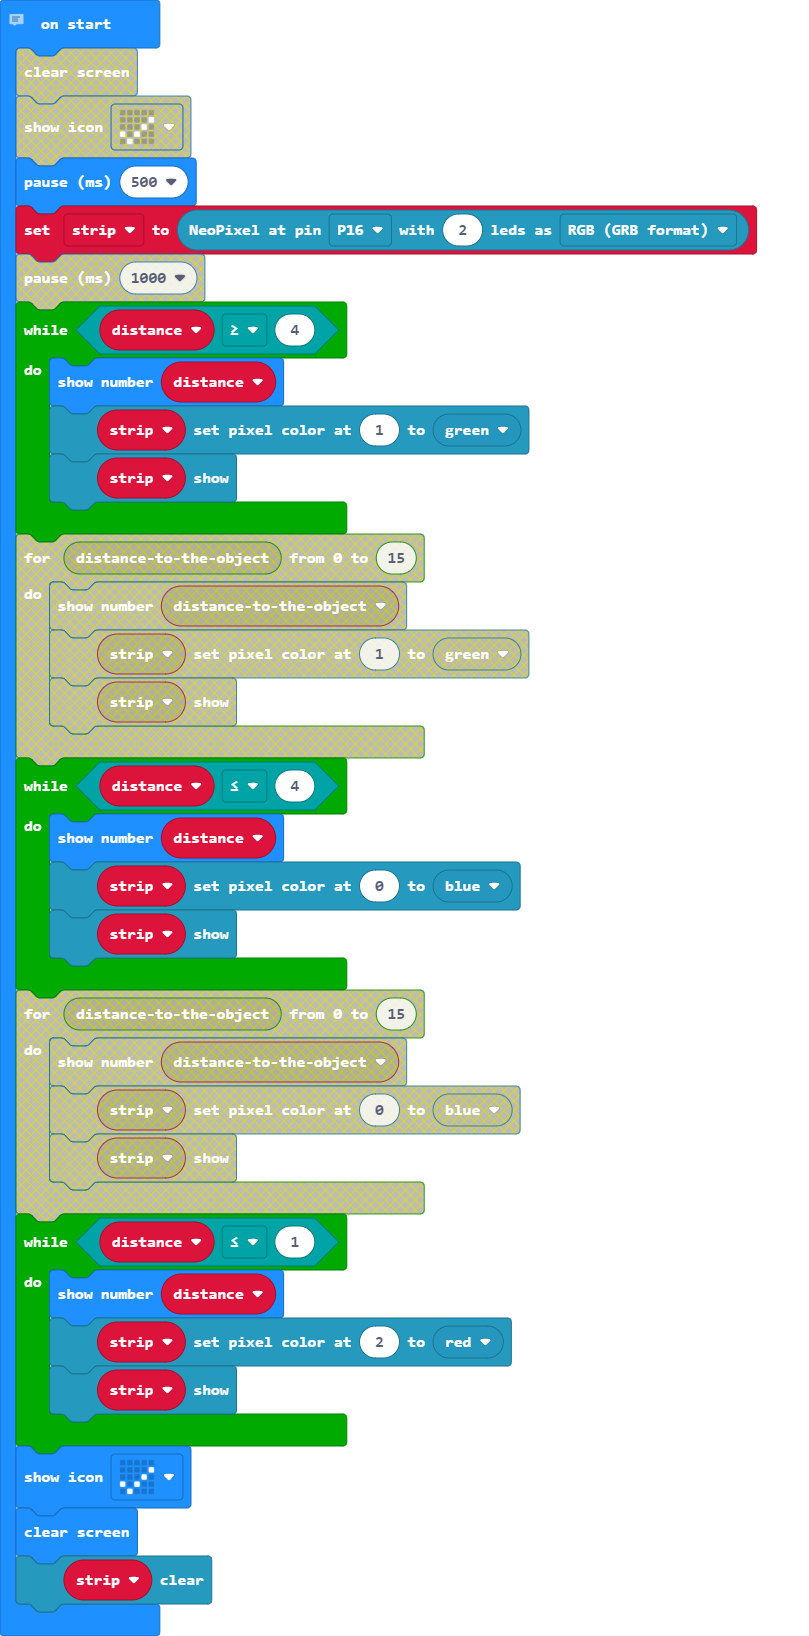 on start
clear screen
show icon
pause (ms) 500
set strip to NeoPixel at pin P16 with 2 leds as RGB (GRB format)
pause (ms) 1000
while distance ≥ 4
do
show number distance
strip set pixel color at 1 to green
strip show
for distance-to-the-object from 0 to 15
do
show number distance-to-the-object
strip set pixel color at 1 to green
strip show
while distance ≤ 4
do
show number distance
strip set pixel color at 0 to blue
strip show
for distance-to-the-object from 0 to 15
do
show number distance-to-the-object
strip set pixel color at 0 to blue
strip show
while distance ≤ 1
do
show number distance
strip set pixel color at 2 to red
strip show
show icon
clear screen
strip clear